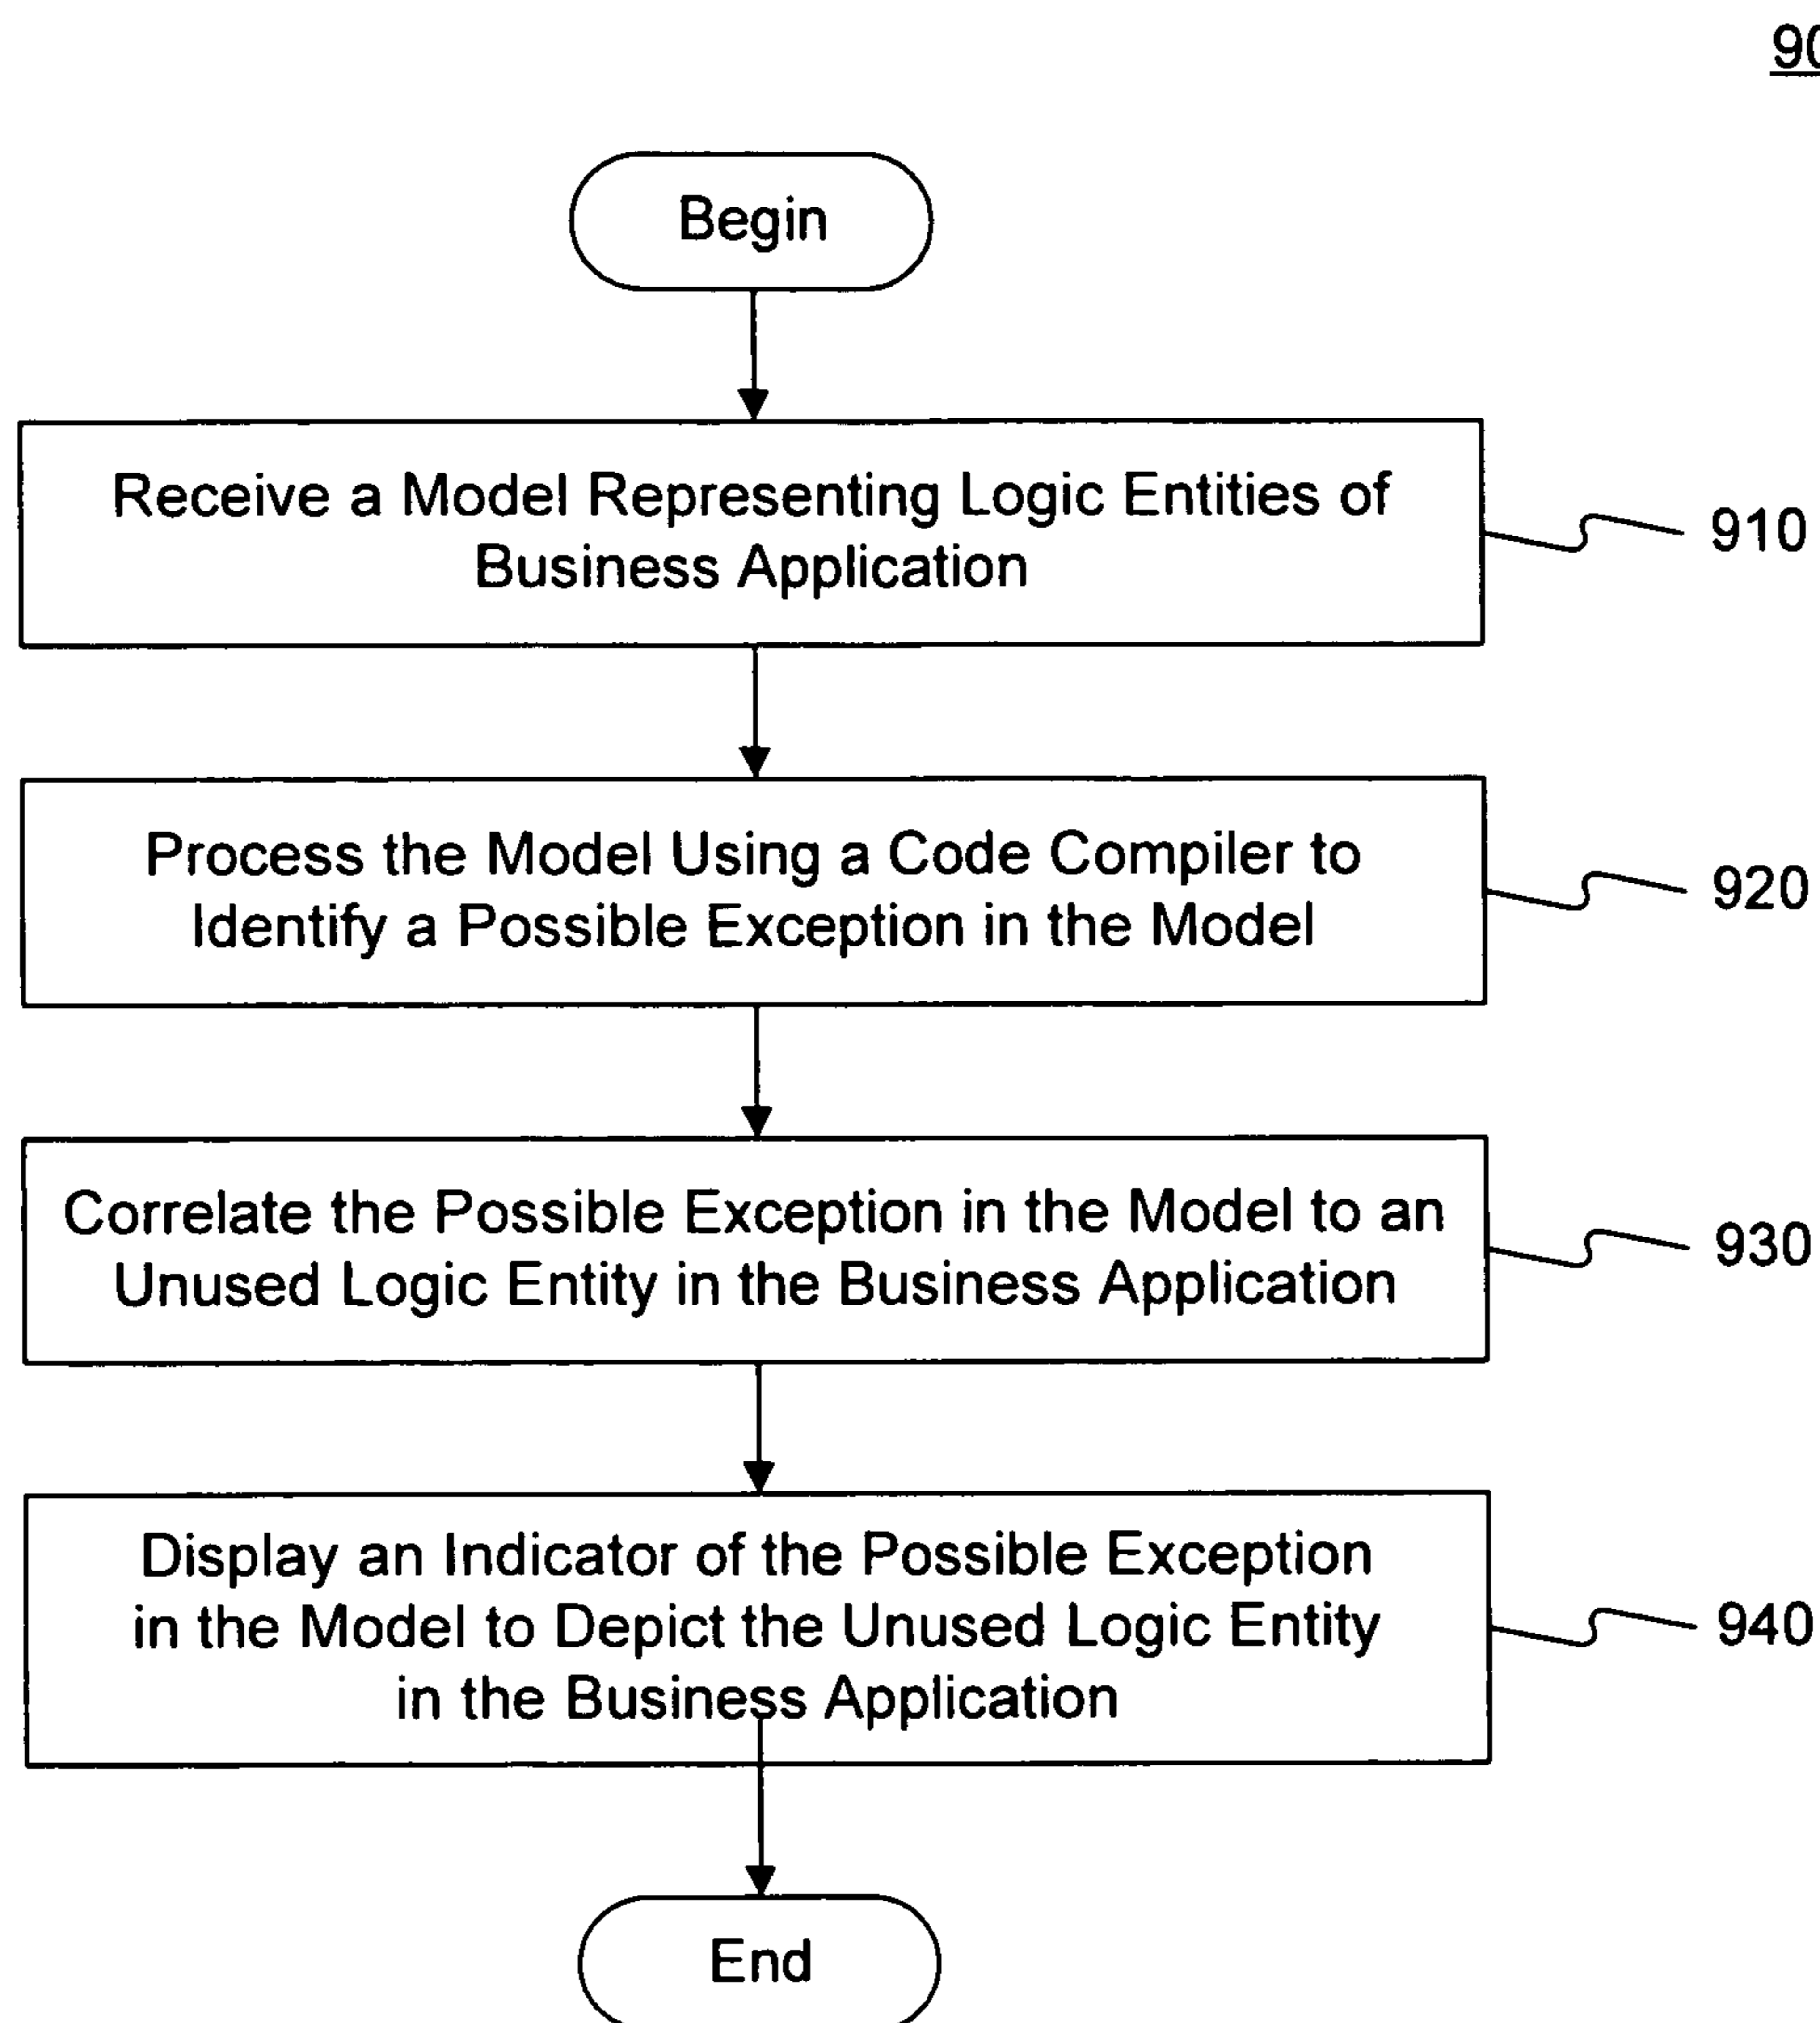 Begin
Receive a Model Representing Logic Entities of
Business Application
910
Process the Model Using a Code Compiler to
Identify a Possible Exception in the Model
920
Correlate the Possible Exception in the Model to an
Unused Logic Entity in the Business Application
930
Display an Indicator of the Possible Exception
in the Model to Depict the Unused Logic Entity
in the Business Application
940
End